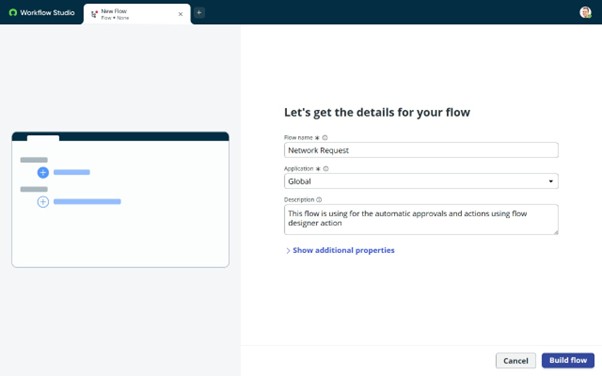 Workflow Studio
New Flow
Flow • None
Let's get the details for your flow
Flow name
Network Request
Application
Global
Description
This flow is using for the automatic approvals and actions using flow
designer action
Show additional properties
Cancel
Build flow